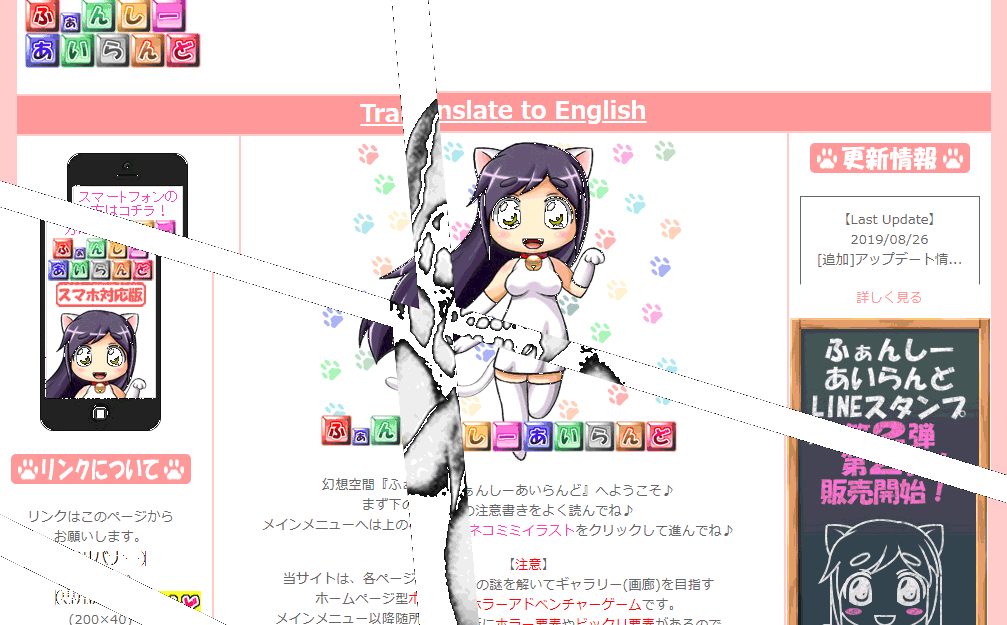 ふぁんしー
あいらんど
Translate to English
スマートフォンの
方はコチラ！
ふぁんしー
あいらんど
スマホ対応版
リンクについて
リンクはこのページから
お願いします。
(200×40)
ふぁんしーあいらんど
幻想空間『ふぁんしーあいらんど』へようこそ♪
まず下の注意書きをよく読んでね♪
メインメニューへは上のネコミミイラストをクリックして進んでね♪
【注意】
当サイトは、各ページの謎を解いてギャラリー(画廊)を目指す
ホームページ型ホラーアドベンチャーゲームです。
メインメニュー以降随所にホラー要素やビックリ要素があるので
更新情報
【Last Update】
2019/08/26
[追加]アップデート情...
詳しく見る
ふぁんしー
あいらんど
LINEスタンプ
第2弾
販売開始！